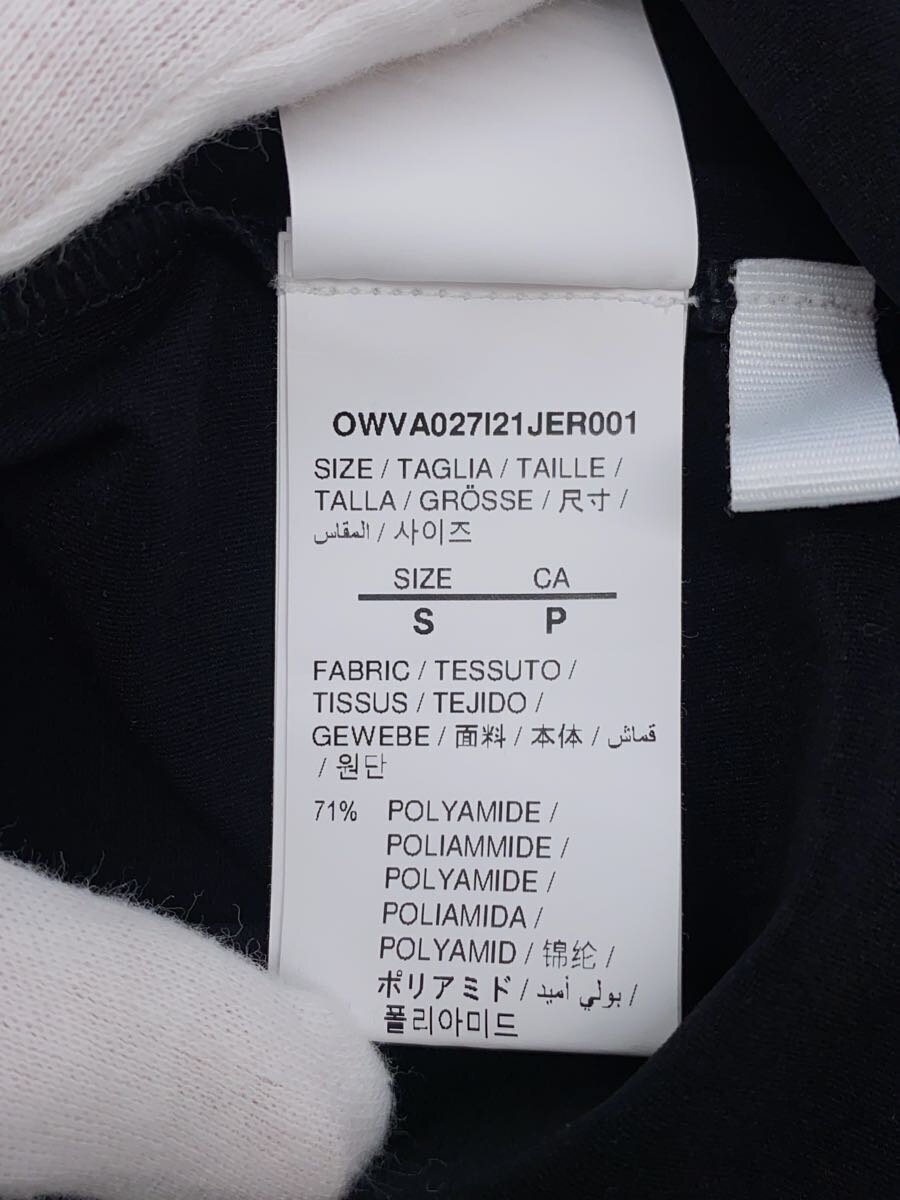 OWVA027I21JER001
SIZE / TAGLIA / TAILLE /
TALLA / GRÖSSE / 尺寸 /
المقاس / 사이즈
SIZE CA
S P
FABRIC / TESSUTO /
TISSUS / TEJIDO /
GEWEBE / 面料 / 本体 / قماش
/ 원단
71% POLYAMIDE /
POLIAMMIDE /
POLYAMIDE /
POLIAMIDA /
POLYAMID / 锦纶 /
ポリアミド / بولي أميد /
폴리아미드